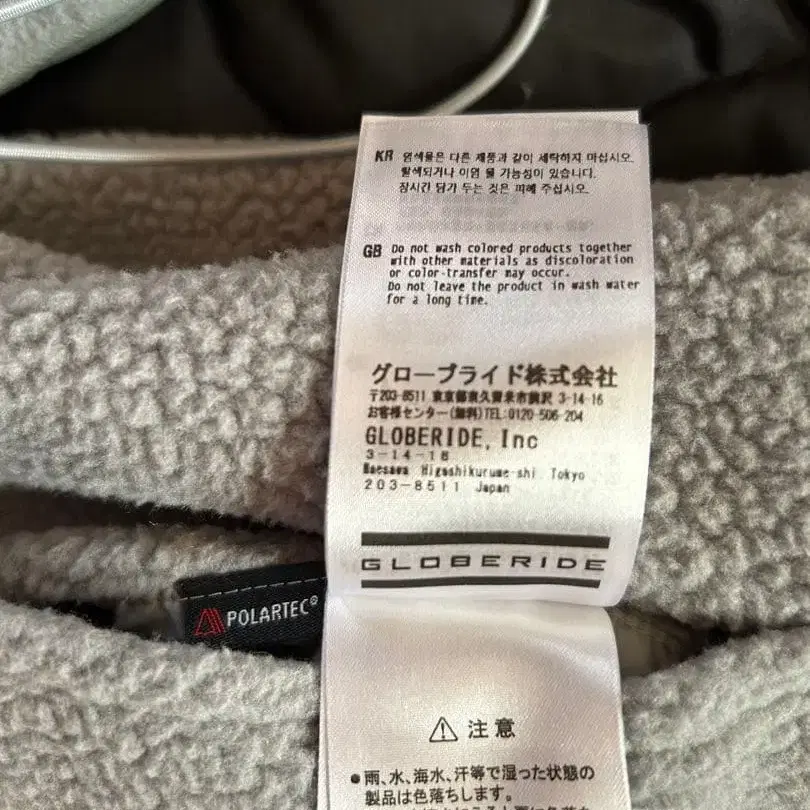 KR 염색물은 다른 제품과 같이 세탁하지 마십시오.
탈색되거나 이염 될 가능성이 있습니다.
장시간 담가 두는 것은 피해 주십시오.
GB Do not wash colored products together
with other materials as discoloration
or color-transfer may occur.
Do not leave the product in wash water
for a long time.
グローブライド株式会社
〒203-8511 東京都東久留米市前沢 3-14-16
お客様センター(無料)TEL:0120-506-204
GLOBERIDE, Inc
3-14-16
Maesawa Higashikurume-shi Tokyo
203-8511 Japan
GLOBERIDE
POLARTEC®
⚠ 注意
●雨、水、海水、汗等で湿った状態の
製品は色落ちします。